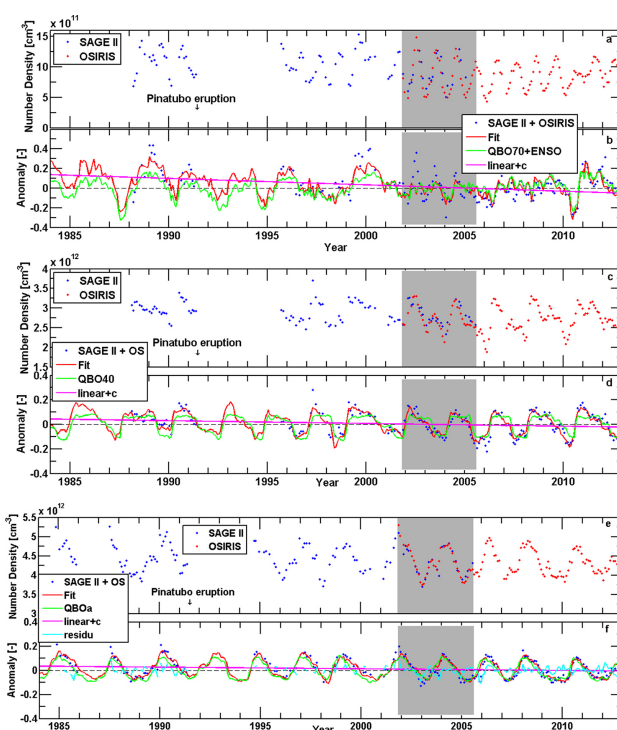 x 10^11
15
10
5
0
Number Density [cm^-3]
SAGE II
OSIRIS
a
Pinatubo eruption
↓
SAGE II + OSIRIS
Fit
QBO70+ENSO
linear+c
b
0.4
0.2
0
-0.2
-0.4
Anomaly [-]
1985 1990 1995 2000 2005 2010
Year
x 10^12
4
3.5
3
2.5
2
1.5
Number Density [cm^-3]
SAGE II
OSIRIS
c
Pinatubo eruption
↓
SAGE II + OS
Fit
QBO40
linear+c
d
0.4
0.2
0
-0.2
-0.4
Anomaly [-]
1985 1990 1995 2000 2005 2010
Year
x 10^12
5.5
5
4.5
4
3.5
3
Number Density [cm^-3]
SAGE II
OSIRIS
e
Pinatubo eruption
↓
SAGE II + OS
Fit
QBOa
linear+c
residu
f
0.4
0.2
0
-0.2
-0.4
Anomaly [-]
1985 1990 1995 2000 2005 2010
Year